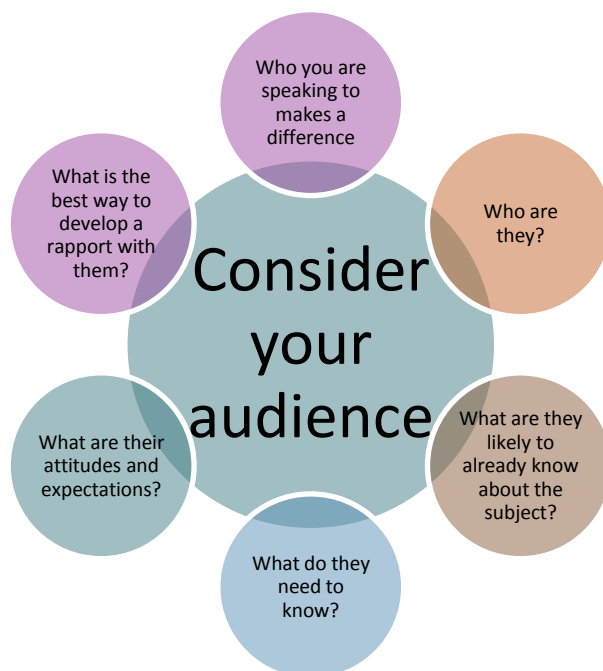 Who you are
speaking to
makes a
difference
Who are
they?
What are they
likely to
already know
about the
subject?
What do they
need to
know?
What are their
attitudes and
expectations?
What is the
best way to
develop a
rapport with
them?
Consider
your
audience